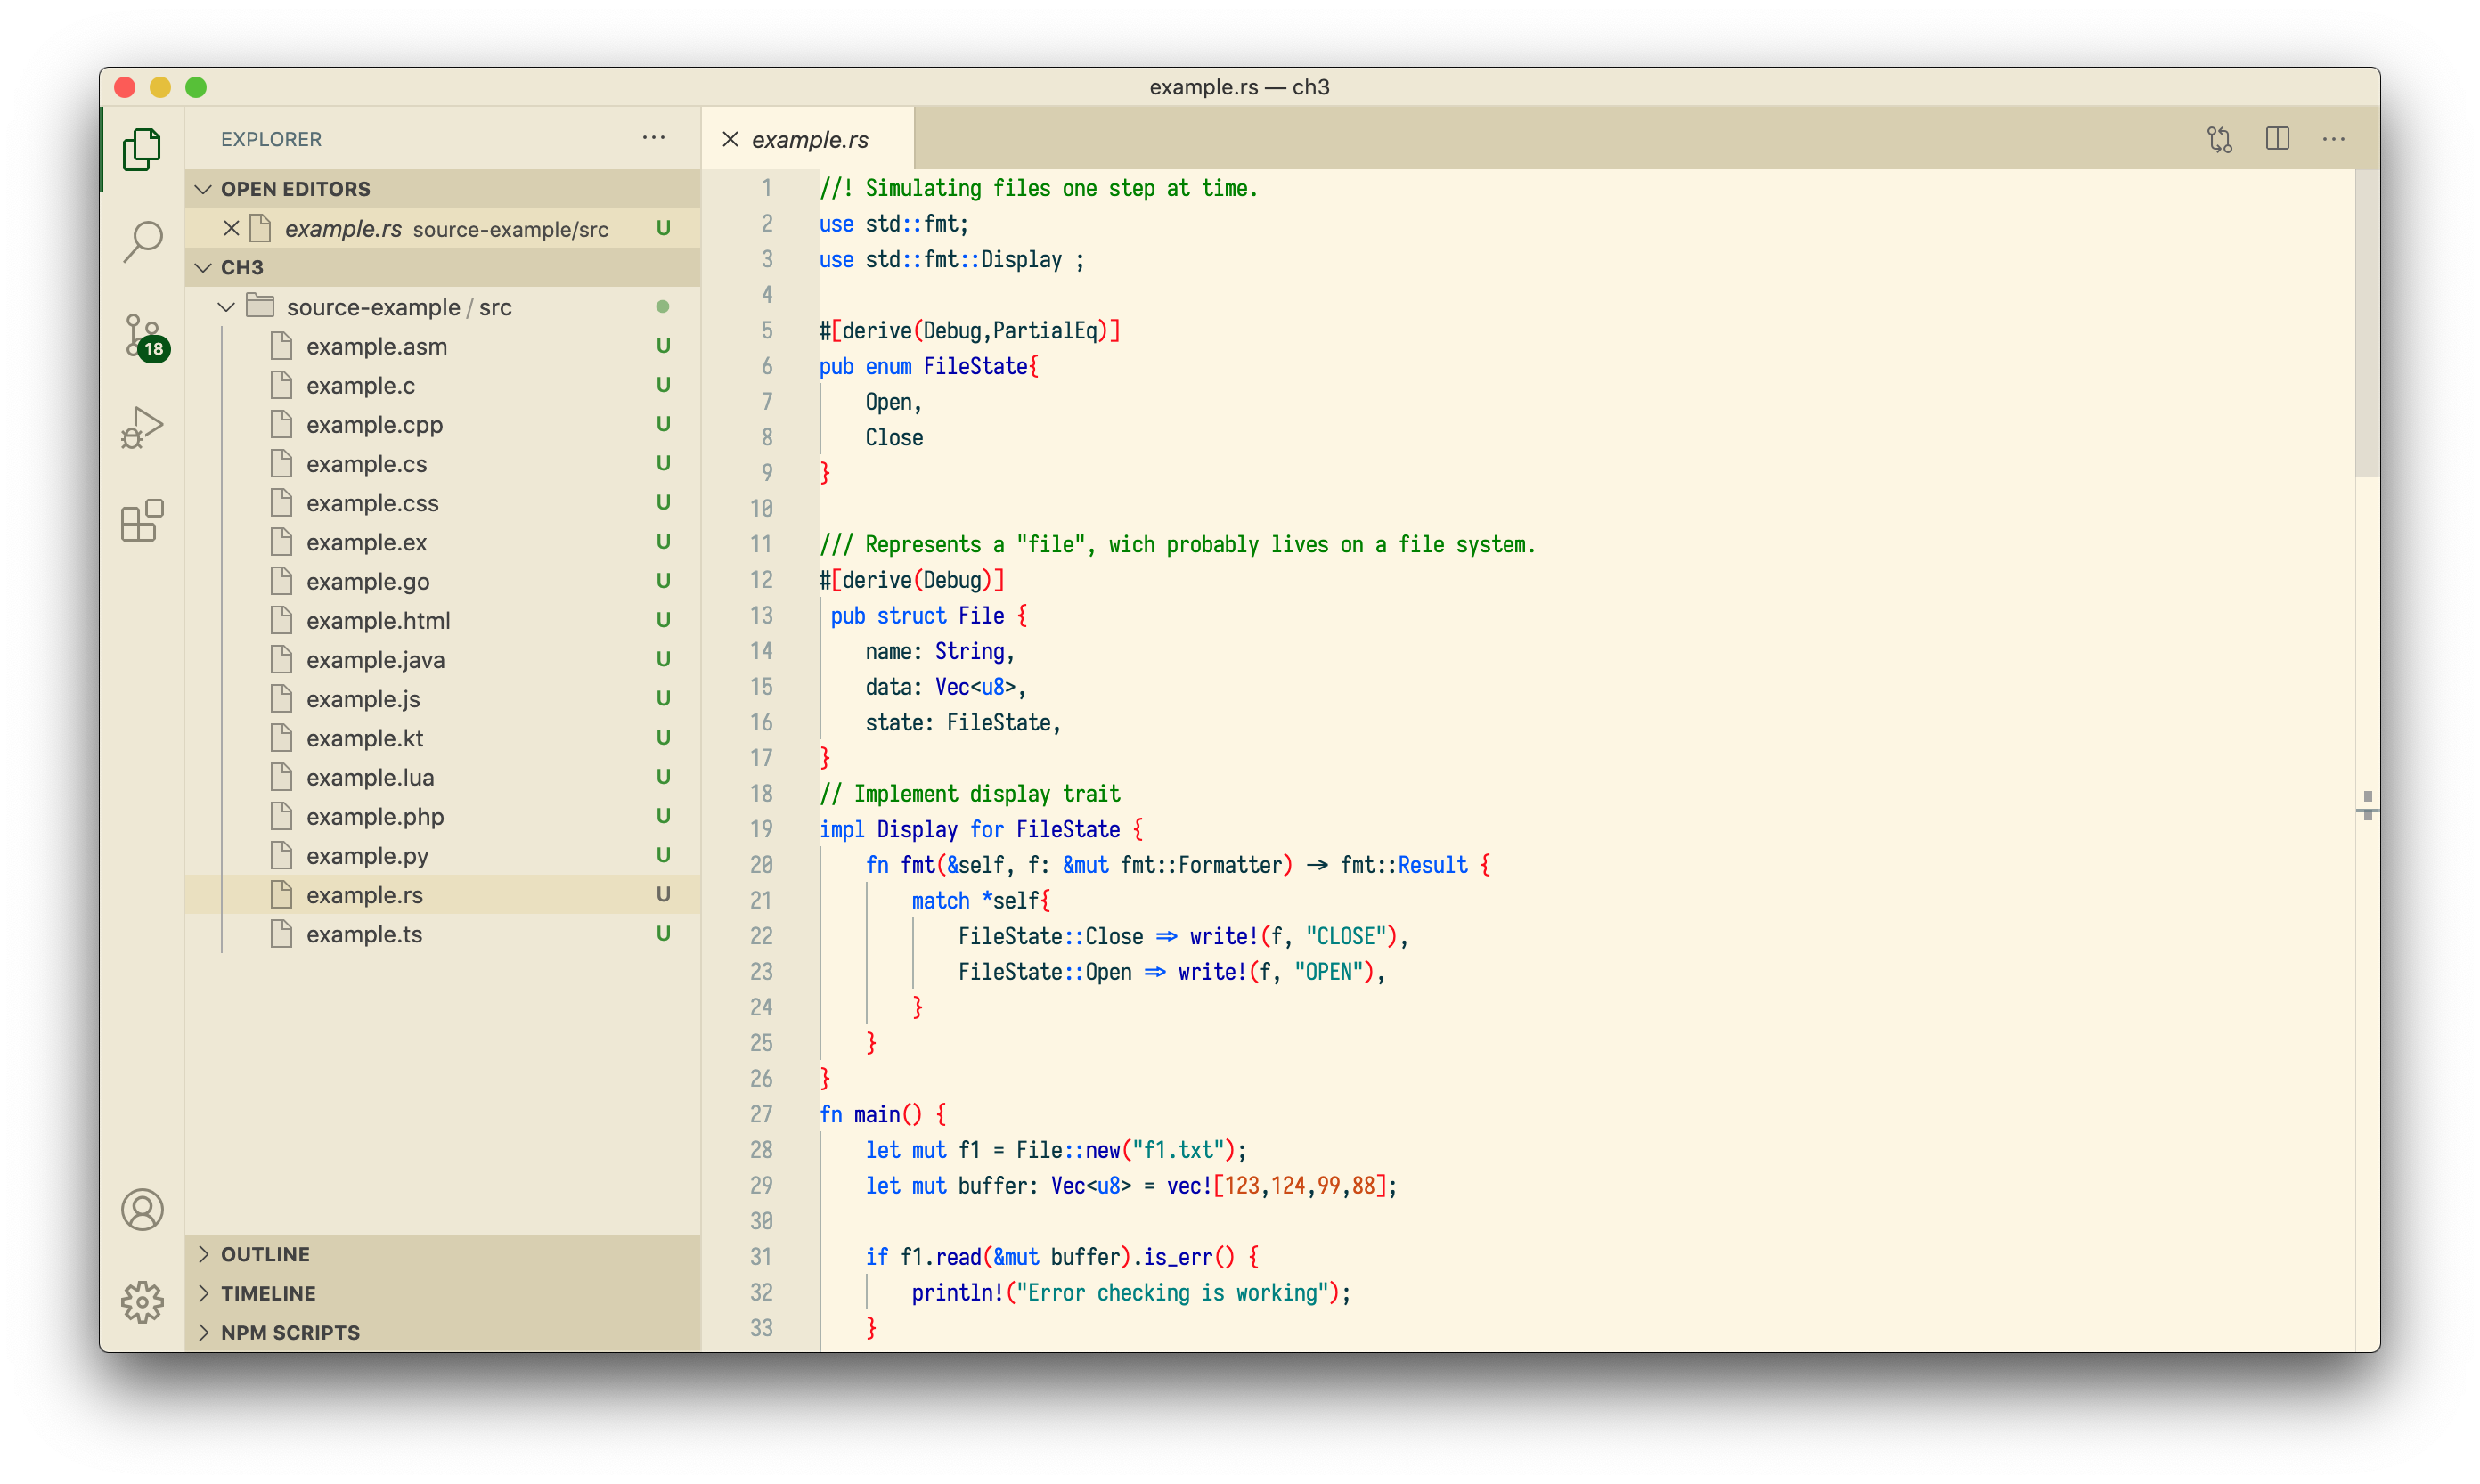 example.rs — ch3
EXPLORER
OPEN EDITORS
example.rs source-example/src U
CH3
source-example / src
example.asm U
example.c U
example.cpp U
example.cs U
example.css U
example.ex U
example.go U
example.html U
example.java U
example.js U
example.kt U
example.lua U
example.php U
example.py U
example.rs U
example.ts U
OUTLINE
TIMELINE
NPM SCRIPTS
18
example.rs
1 //! Simulating files one step at time.
2 use std::fmt;
3 use std::fmt::Display ;
4
5 #[derive(Debug,PartialEq)]
6 pub enum FileState{
7     Open,
8     Close
9 }
10
11 /// Represents a "file", wich probably lives on a file system.
12 #[derive(Debug)]
13  pub struct File {
14     name: String,
15     data: Vec<u8>,
16     state: FileState,
17 }
18 // Implement display trait
19 impl Display for FileState {
20     fn fmt(&self, f: &mut fmt::Formatter) -> fmt::Result {
21         match *self{
22             FileState::Close => write!(f, "CLOSE"),
23             FileState::Open => write!(f, "OPEN"),
24         }
25     }
26 }
27 fn main() {
28     let mut f1 = File::new("f1.txt");
29     let mut buffer: Vec<u8> = vec![123,124,99,88];
30
31     if f1.read(&mut buffer).is_err() {
32         println!("Error checking is working");
33     }